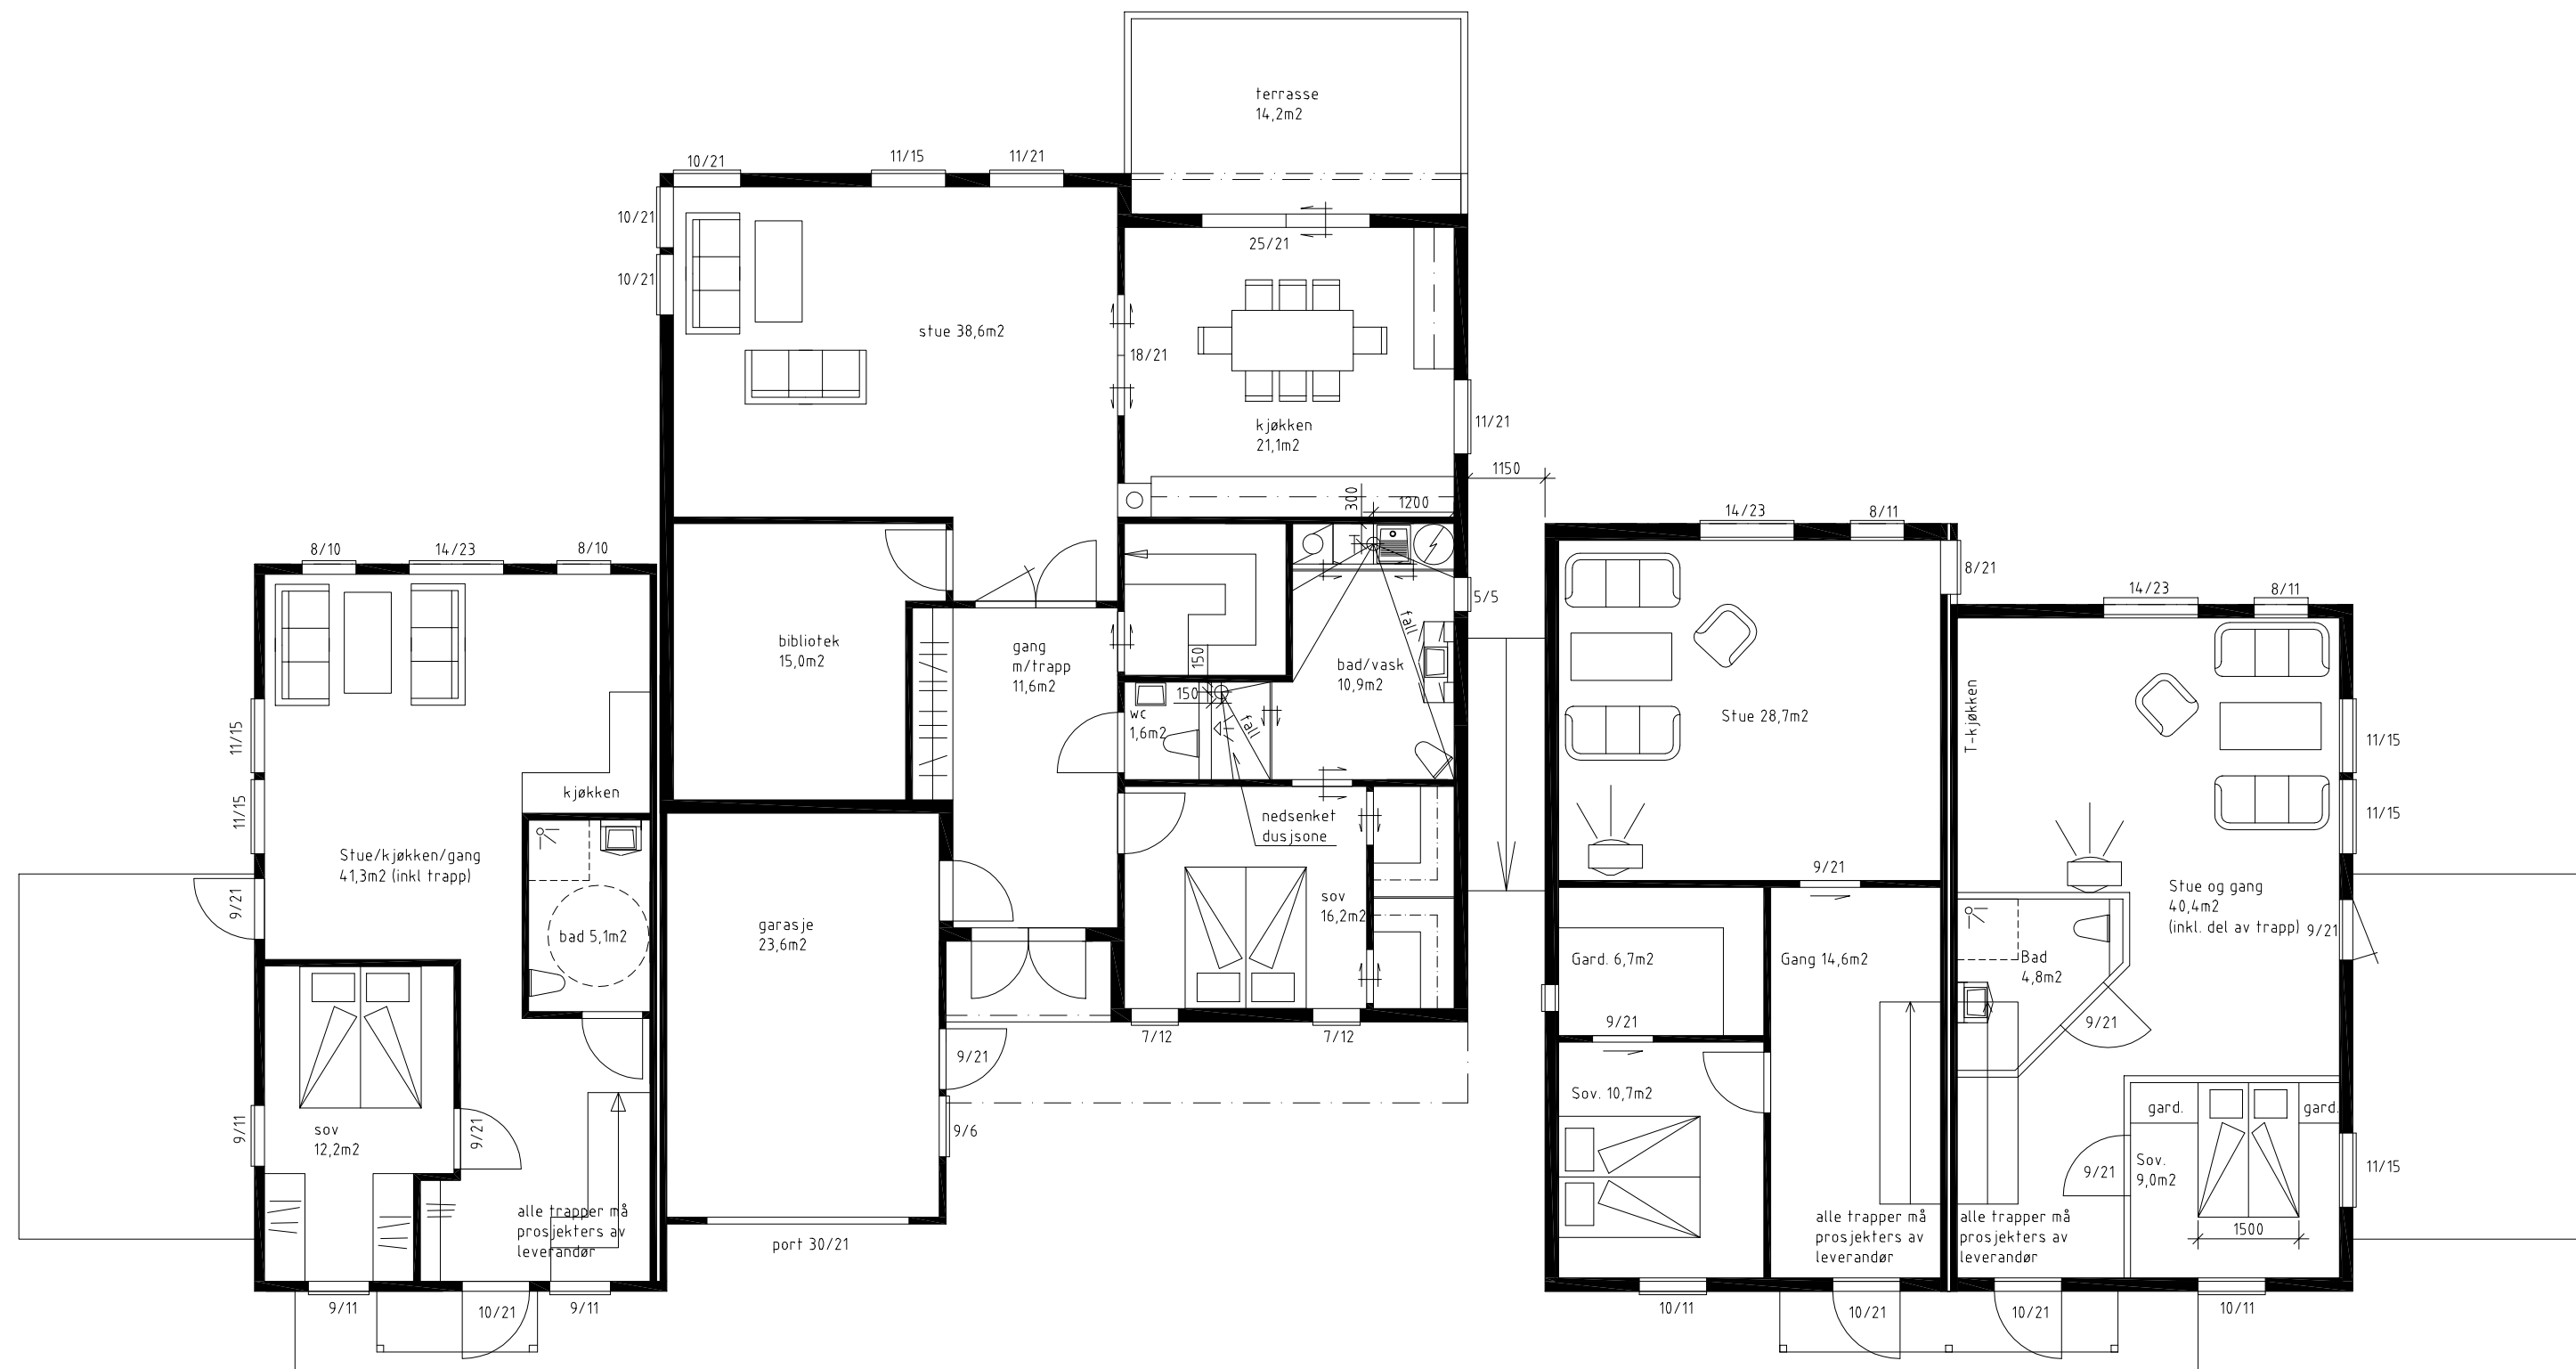 terrasse
14,2m2
10/21
11/15
11/21
10/21
10/21
25/21
stue 38,6m2
18/21
kjøkken
21,1m2
11/21
1150
300
1200
5/5
fall
bibliotek
15,0m2
gang
m/trapp
11,6m2
150
150
bad/vask
10,9m2
wc
1,6m2
fall
nedsenket
dusjsone
sov
16,2m2
garasje
23,6m2
7/12
7/12
9/21
9/6
port 30/21
8/10
14/23
8/10
11/15
11/15
kjøkken
Stue/kjøkken/gang
41,3m2 (inkl trapp)
9/21
bad 5,1m2
9/11
sov
12,2m2
9/21
alle trapper må
prosjekters av
leverandør
9/11
10/21
9/11
14/23
8/11
8/21
Stue 28,7m2
9/21
Gard. 6,7m2
Gang 14,6m2
9/21
Sov. 10,7m2
alle trapper må
prosjekters av
leverandør
10/11
10/21
14/23
8/11
T-kjøkken
11/15
11/15
Stue og gang
40,4m2
(inkl. del av trapp)
9/21
Bad
4,8m2
9/21
gard.
gard.
9/21
Sov.
9,0m2
11/15
1500
alle trapper må
prosjekters av
leverandør
10/21
10/11